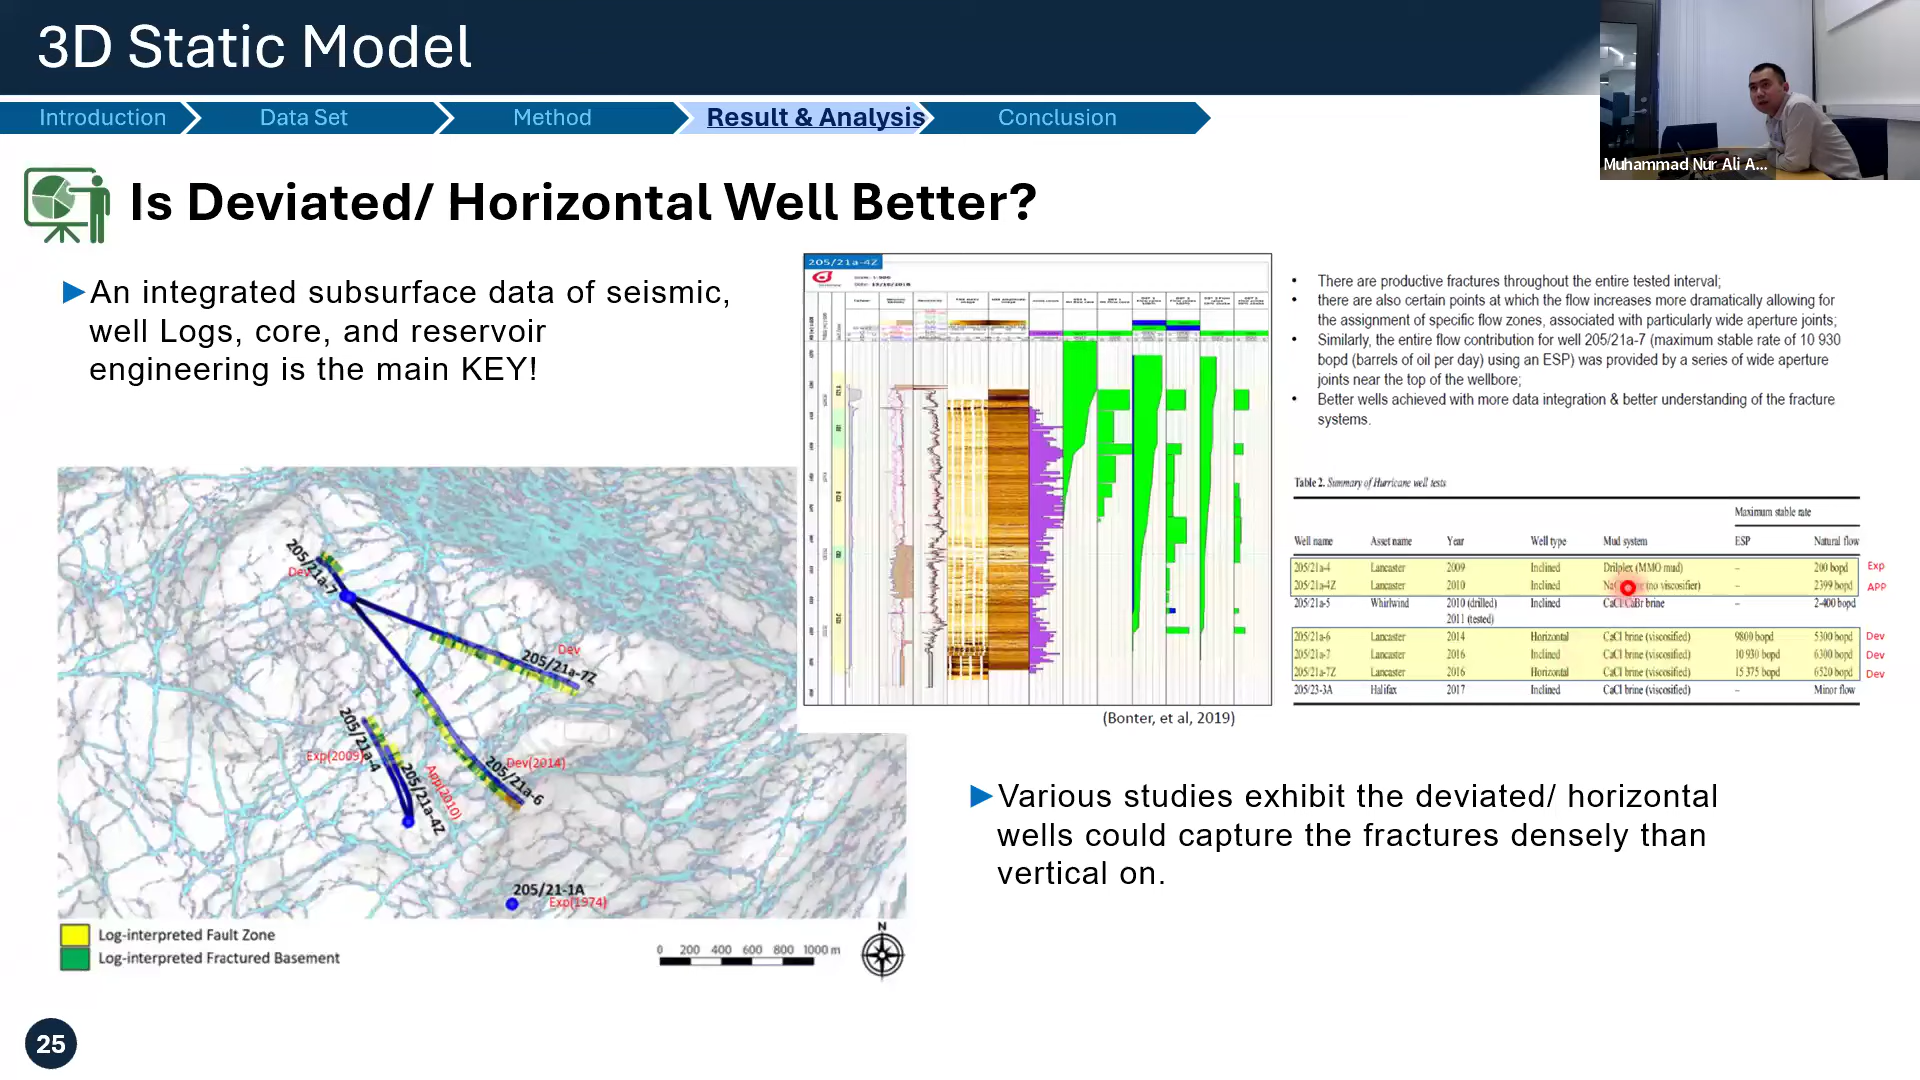 3D Static Model
Introduction
Data Set
Method
Result & Analysis
Conclusion
Muhammad Nur Ali A...
Is Deviated/ Horizontal Well Better?
►An integrated subsurface data of seismic,
well Logs, core, and reservoir
engineering is the main KEY!
205/21a-4Z
• There are productive fractures throughout the entire tested interval;
• there are also certain points at which the flow increases more dramatically allowing for
the assignment of specific flow zones, associated with particularly wide aperture joints;
• Similarly, the entire flow contribution for well 205/21a-7 (maximum stable rate of 10 930
bopd (barrels of oil per day) using an ESP) was provided by a series of wide aperture
joints near the top of the wellbore;
• Better wells achieved with more data integration & better understanding of the fracture
systems.
Table 2. Summary of Hurricane well tests
Maximum stable rate
Well name Asset name Year Well type Mud system ESP Natural flow
205/21a-4 Lancaster 2009 Inclined Drilplex (MMO mud) – 200 bopd Exp
205/21a-4Z Lancaster 2010 Inclined (no viscosifier) – 2399 bopd APP
205/21a-5 Whirlwind 2010 (drilled) Inclined CaCl CaBr brine – 2-400 bopd
2011 (tested)
205/21a-6 Lancaster 2014 Horizontal CaCl brine (viscosified) 9800 bopd 5300 bopd Dev
205/21a-7 Lancaster 2016 Inclined CaCl brine (viscosified) 10 930 bopd 6300 bopd Dev
205/21a-7Z Lancaster 2016 Horizontal CaCl brine (viscosified) 15 375 bopd 6520 bopd Dev
205/23-3A Halifax 2017 Inclined CaCl brine (viscosified) – Minor flow
(Bonter, et al, 2019)
205/21a-7
Dev
Dev
205/21a-7Z
205/21a-4
Exp(2009)
205/21a-4Z
App(2010)
Dev(2014)
205/21a-6
205/21-1A
Exp(1974)
►Various studies exhibit the deviated/ horizontal
wells could capture the fractures densely than
vertical on.
Log-interpreted Fault Zone
Log-interpreted Fractured Basement
0 200 400 600 800 1000 m
N
25